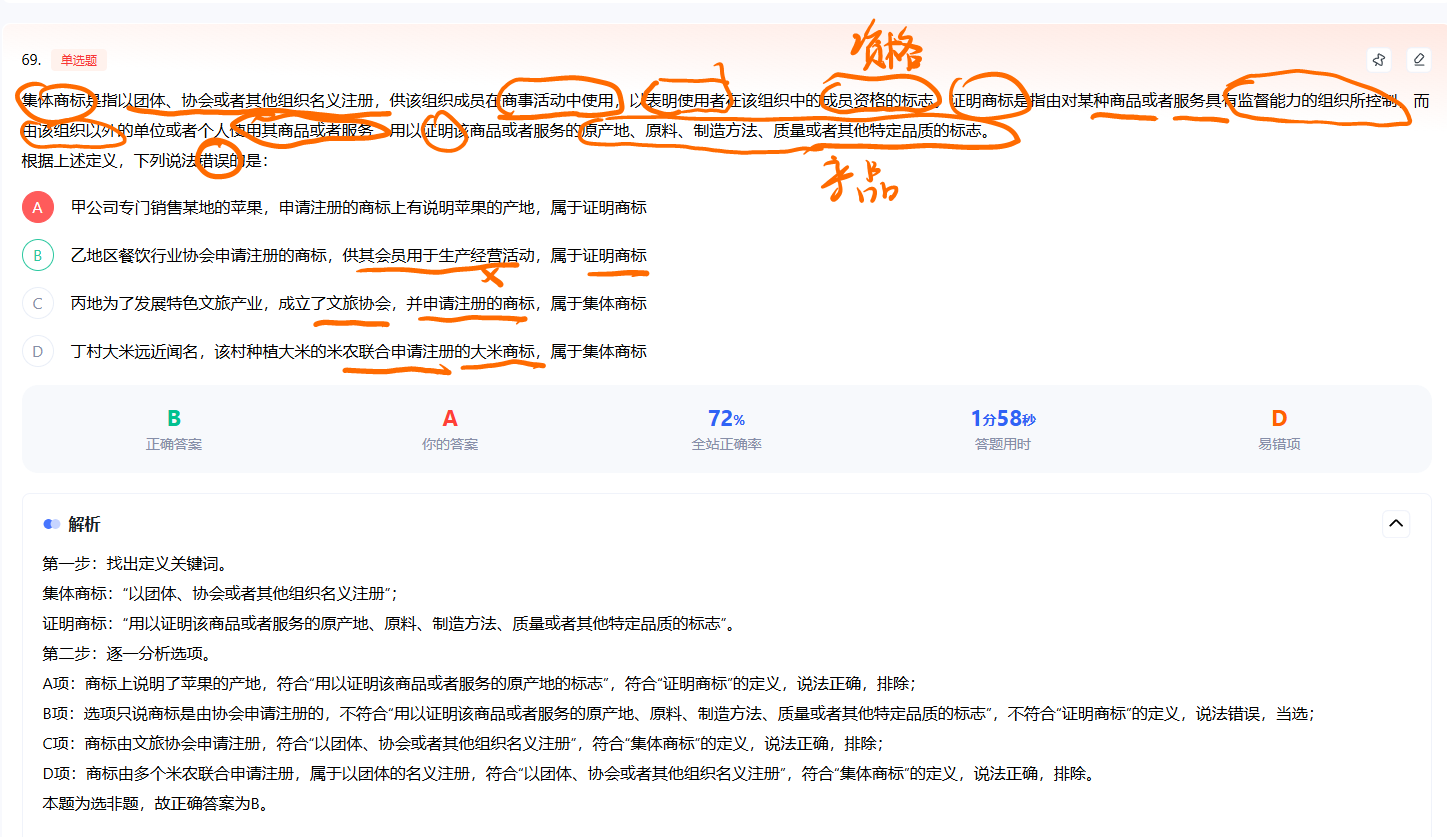 资格
69. 单选题
集体商标是指以团体、协会或者其他组织名义注册，供该组织成员在商事活动中使用，以表明使用者在该组织中的成员资格的标志。证明商标是指由对某种商品或者服务具有监督能力的组织所控制，而
由该组织以外的单位或者个人使用其商品或者服务，用以证明该商品或者服务的原产地、原料、制造方法、质量或者其他特定品质的标志。
根据上述定义，下列说法错误的是：
产品
A 甲公司专门销售某地的苹果，申请注册的商标上有说明苹果的产地，属于证明商标
B 乙地区餐饮行业协会申请注册的商标，供其会员用于生产经营活动，属于证明商标
C 丙地为了发展特色文旅产业，成立了文旅协会，并申请注册的商标，属于集体商标
D 丁村大米远近闻名，该村种植大米的米农联合申请注册的大米商标，属于集体商标
B A 72% 1分58秒 D
正确答案 你的答案 全站正确率 答题用时 易错项
解析
第一步：找出定义关键词。
集体商标：“以团体、协会或者其他组织名义注册”；
证明商标：“用以证明该商品或者服务的原产地、原料、制造方法、质量或者其他特定品质的标志”。
第二步：逐一分析选项。
A项：商标上说明了苹果的产地，符合“用以证明该商品或者服务的原产地的标志”，符合“证明商标”的定义，说法正确，排除；
B项：选项只说商标是由协会申请注册的，不符合“用以证明该商品或者服务的原产地、原料、制造方法、质量或者其他特定品质的标志”，不符合“证明商标”的定义，说法错误，当选；
C项：商标由文旅协会申请注册，符合“以团体、协会或者其他组织名义注册”，符合“集体商标”的定义，说法正确，排除；
D项：商标由多个米农联合申请注册，属于以团体的名义注册，符合“以团体、协会或者其他组织名义注册”，符合“集体商标”的定义，说法正确，排除。
本题为选非题，故正确答案为B。